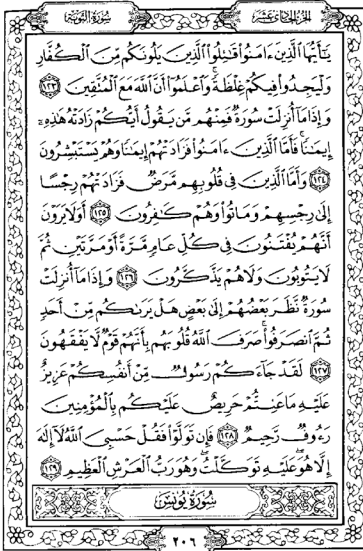 الجزء الحادي عشر
سورة التوبة
يَٰٓأَيُّهَا ٱلَّذِينَ ءَامَنُوا۟ قَٰتِلُوا۟ ٱلَّذِينَ يَلُونَكُم مِّنَ ٱلْكُفَّارِ
وَلْيَجِدُوا۟ فِيكُمْ غِلْظَةً وَٱعْلَمُوٓا۟ أَنَّ ٱللَّهَ مَعَ ٱلْمُتَّقِينَ ١٢٣
وَإِذَا مَآ أُنزِلَتْ سُورَةٌ فَمِنْهُم مَّن يَقُولُ أَيُّكُمْ زَادَتْهُ هَٰذِهِۦٓ
إِيمَٰنًا فَأَمَّا ٱلَّذِينَ ءَامَنُوا۟ فَزَادَتْهُمْ إِيمَٰنًا وَهُمْ يَسْتَبْشِرُونَ
١٢٤ وَأَمَّا ٱلَّذِينَ فِى قُلُوبِهِم مَّرَضٌ فَزَادَتْهُمْ رِجْسًا
إِلَىٰ رِجْسِهِمْ وَمَاتُوا۟ وَهُمْ كَٰفِرُونَ ١٢٥ أَوَلَا يَرَوْنَ
أَنَّهُمْ يُفْتَنُونَ فِى كُلِّ عَامٍ مَّرَّةً أَوْ مَرَّتَيْنِ ثُمَّ
لَا يَتُوبُونَ وَلَا هُمْ يَذَّكَّرُونَ ١٢٦ وَإِذَا مَآ أُنزِلَتْ
سُورَةٌ نَّظَرَ بَعْضُهُمْ إِلَىٰ بَعْضٍ هَلْ يَرَىٰكُم مِّنْ أَحَدٍ
ثُمَّ ٱنصَرَفُوا۟ صَرَفَ ٱللَّهُ قُلُوبَهُم بِأَنَّهُمْ قَوْمٌ لَّا يَفْقَهُونَ
١٢٧ لَقَدْ جَآءَكُمْ رَسُولٌ مِّنْ أَنفُسِكُمْ عَزِيزٌ
عَلَيْهِ مَا عَنِتُّمْ حَرِيصٌ عَلَيْكُم بِٱلْمُؤْمِنِينَ
رَءُوفٌ رَّحِيمٌ ١٢٨ فَإِن تَوَلَّوْا۟ فَقُلْ حَسْبِىَ ٱللَّهُ لَآ إِلَٰهَ
إِلَّا هُوَ عَلَيْهِ تَوَكَّلْتُ وَهُوَ رَبُّ ٱلْعَرْشِ ٱلْعَظِيمِ ١٢٩
سورة يونس
٢٠٦